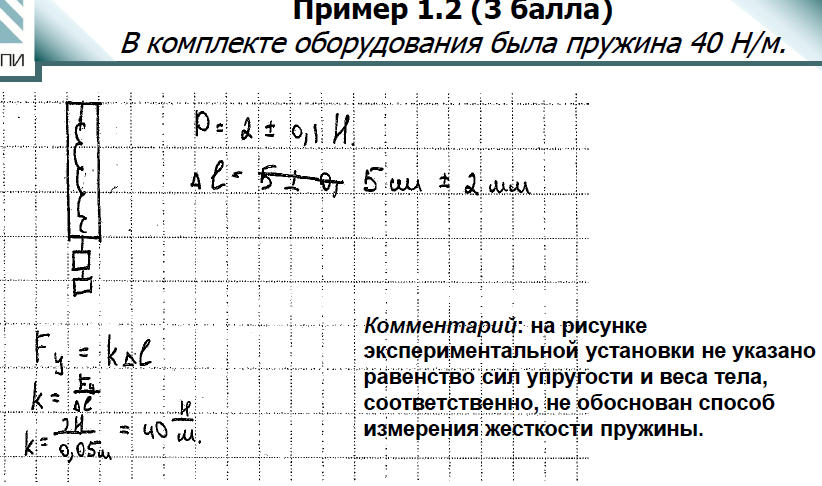 ПИ
Пример 1.2 (3 балла)
В комплекте оборудования была пружина 40 Н/м.
P = 2 ± 0,1 Н.
Δl = 5 ± 0, 5 см ± 2 мм
Fу = kΔl
k = Fу/Δl
k = 2Н/0,05м = 40 Н/м.
Комментарий: на рисунке
экспериментальной установки не указано
равенство сил упругости и веса тела,
соответственно, не обоснован способ
измерения жесткости пружины.